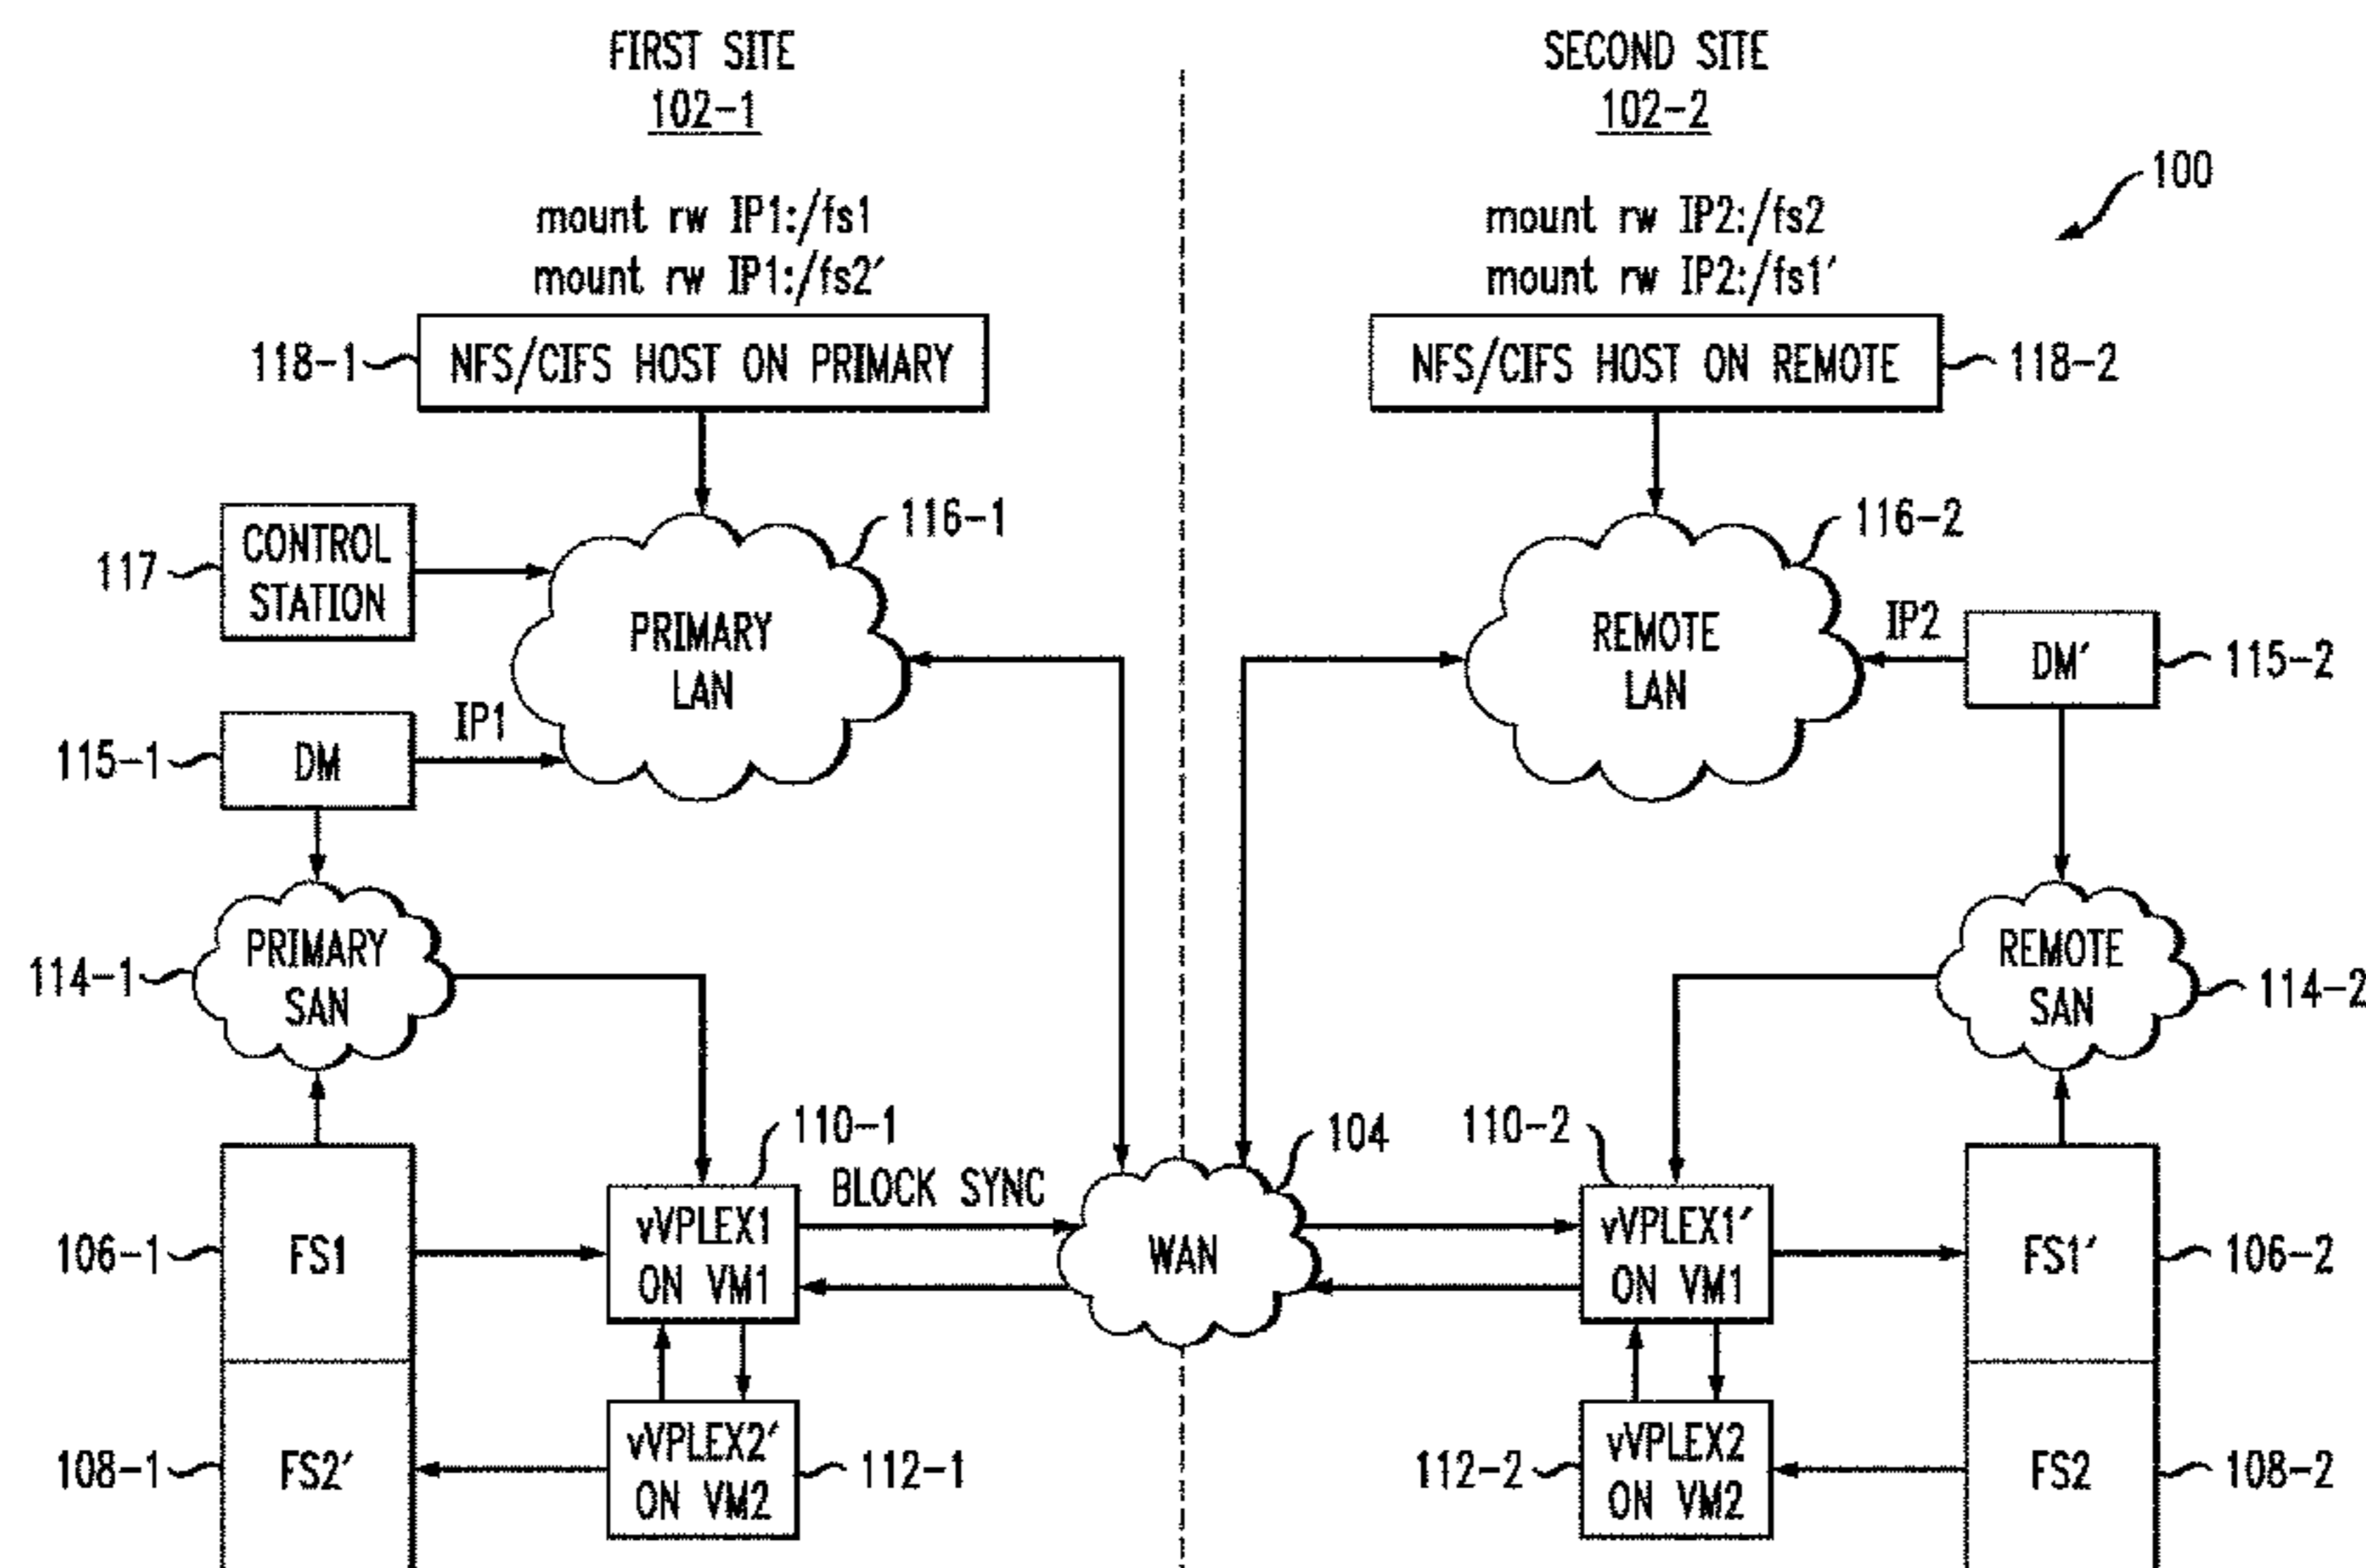 FIRST SITE
102-1
SECOND SITE
102-2
100
mount rw IP1:/fs1
mount rw IP1:/fs2′
mount rw IP2:/fs2
mount rw IP2:/fs1′
118-1
NFS/CIFS HOST ON PRIMARY
NFS/CIFS HOST ON REMOTE
118-2
117
CONTROL
STATION
116-1
PRIMARY
LAN
116-2
REMOTE
LAN
IP2
DM′
115-2
115-1
DM
IP1
114-1
PRIMARY
SAN
REMOTE
SAN
114-2
110-1
BLOCK SYNC
104
110-2
106-1
FS1
vVPLEX1
ON VM1
WAN
vVPLEX1′
ON VM1
FS1′
106-2
108-1
FS2′
vVPLEX2′
ON VM2
112-1
112-2
vVPLEX2
ON VM2
FS2
108-2